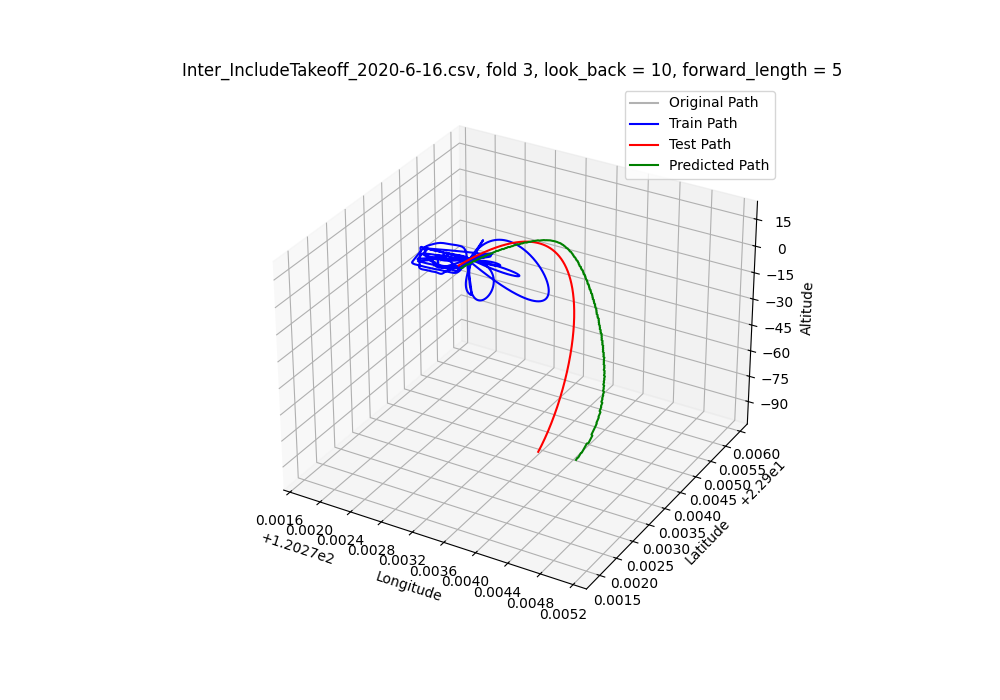 Inter_IncludeTakeoff_2020-6-16.csv, fold 3, look_back = 10, forward_length = 5
Original Path
Train Path
Test Path
Predicted Path
15
0
−15
−30
−45
−60
−75
−90
Altitude
0.0060
0.0055
0.0050
0.0045
0.0040
0.0035
0.0030
0.0025
0.0020
0.0015
+2.29e1
Latitude
0.0016
0.0020
0.0024
0.0028
0.0032
0.0036
0.0040
0.0044
0.0048
0.0052
+1.2027e2
Longitude